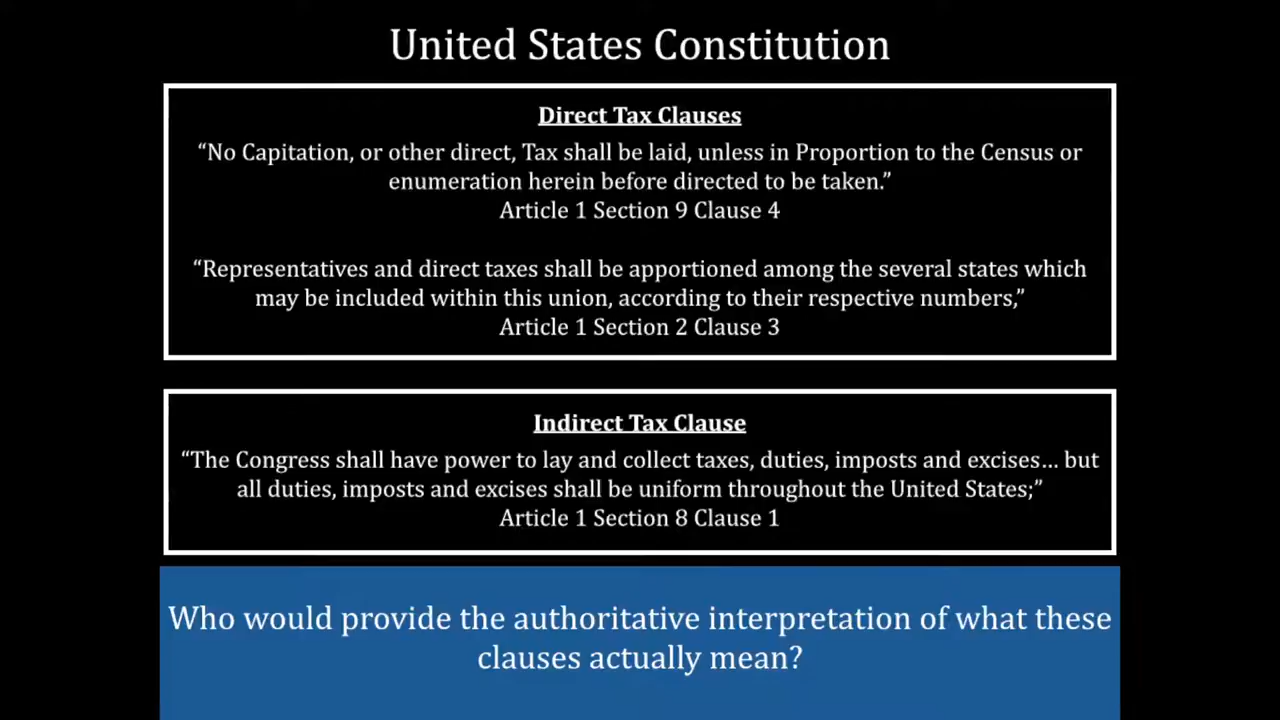 United States Constitution
Direct Tax Clauses
“No Capitation, or other direct, Tax shall be laid, unless in Proportion to the Census or
enumeration herein before directed to be taken.”
Article 1 Section 9 Clause 4
“Representatives and direct taxes shall be apportioned among the several states which
may be included within this union, according to their respective numbers,”
Article 1 Section 2 Clause 3
Indirect Tax Clause
“The Congress shall have power to lay and collect taxes, duties, imposts and excises… but
all duties, imposts and excises shall be uniform throughout the United States;”
Article 1 Section 8 Clause 1
Who would provide the authoritative interpretation of what these
clauses actually mean?